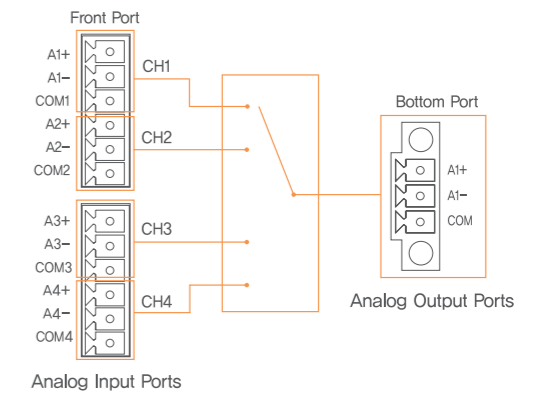 Front Port
A1+
A1−
COM1
CH1
A2+
A2−
COM2
CH2
A3+
A3−
COM3
CH3
A4+
A4−
COM4
CH4
Analog Input Ports
Bottom Port
A1+
A1−
COM
Analog Output Ports